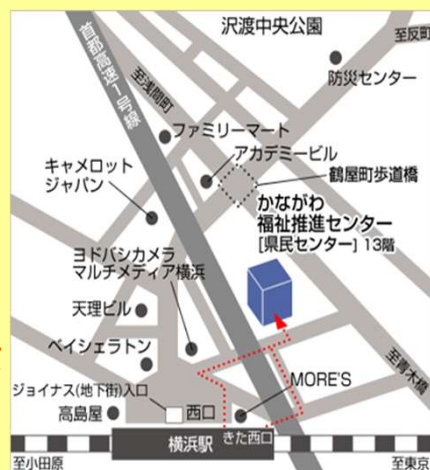 沢渡中央公園
至反町
首都高速1号線
至浅間町
防災センター
ファミリーマート
アカデミービル
キャメロット
ジャパン
鶴屋町歩道橋
かながわ
福祉推進センター
[県民センター] 13階
ヨドバシカメラ
マルチメディア横浜
天理ビル
ベイシェラトン
至青木橋
ジョイナス(地下街)入口
MORE'S
高島屋
西口
きた西口
横浜駅
至小田原
至東京